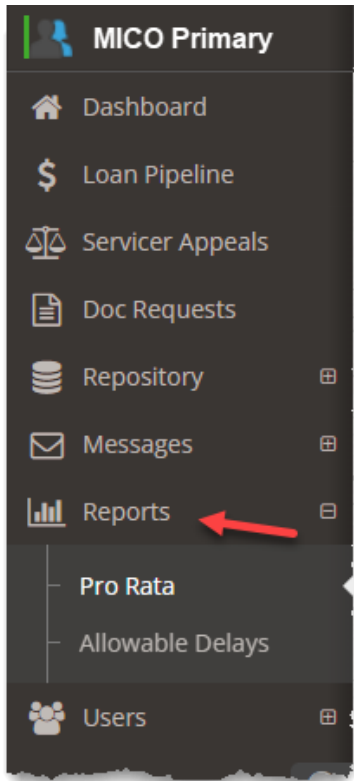 MICO Primary
Dashboard
Loan Pipeline
Servicer Appeals
Doc Requests
Repository
Messages
Reports
Pro Rata
Allowable Delays
Users